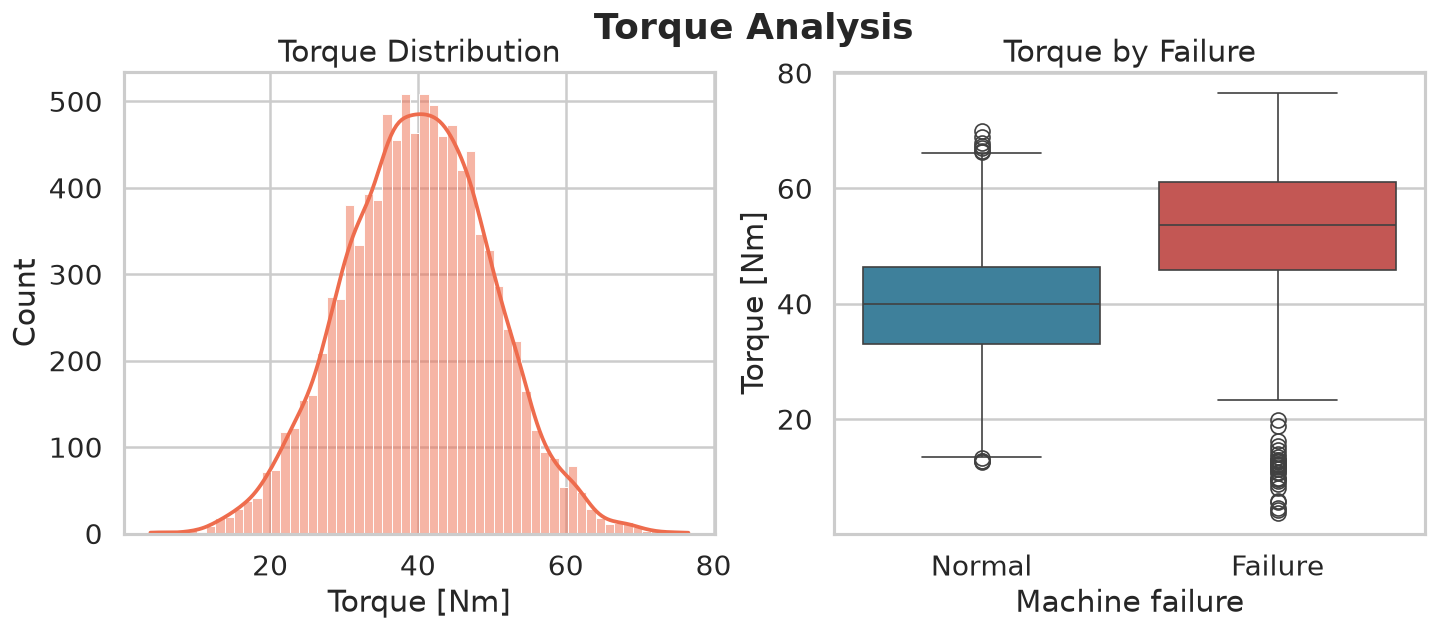 Torque Analysis
Torque Distribution
500
400
300
200
100
0
Count
20
40
60
80
Torque [Nm]
Torque by Failure
80
60
40
20
Torque [Nm]
Normal
Failure
Machine failure